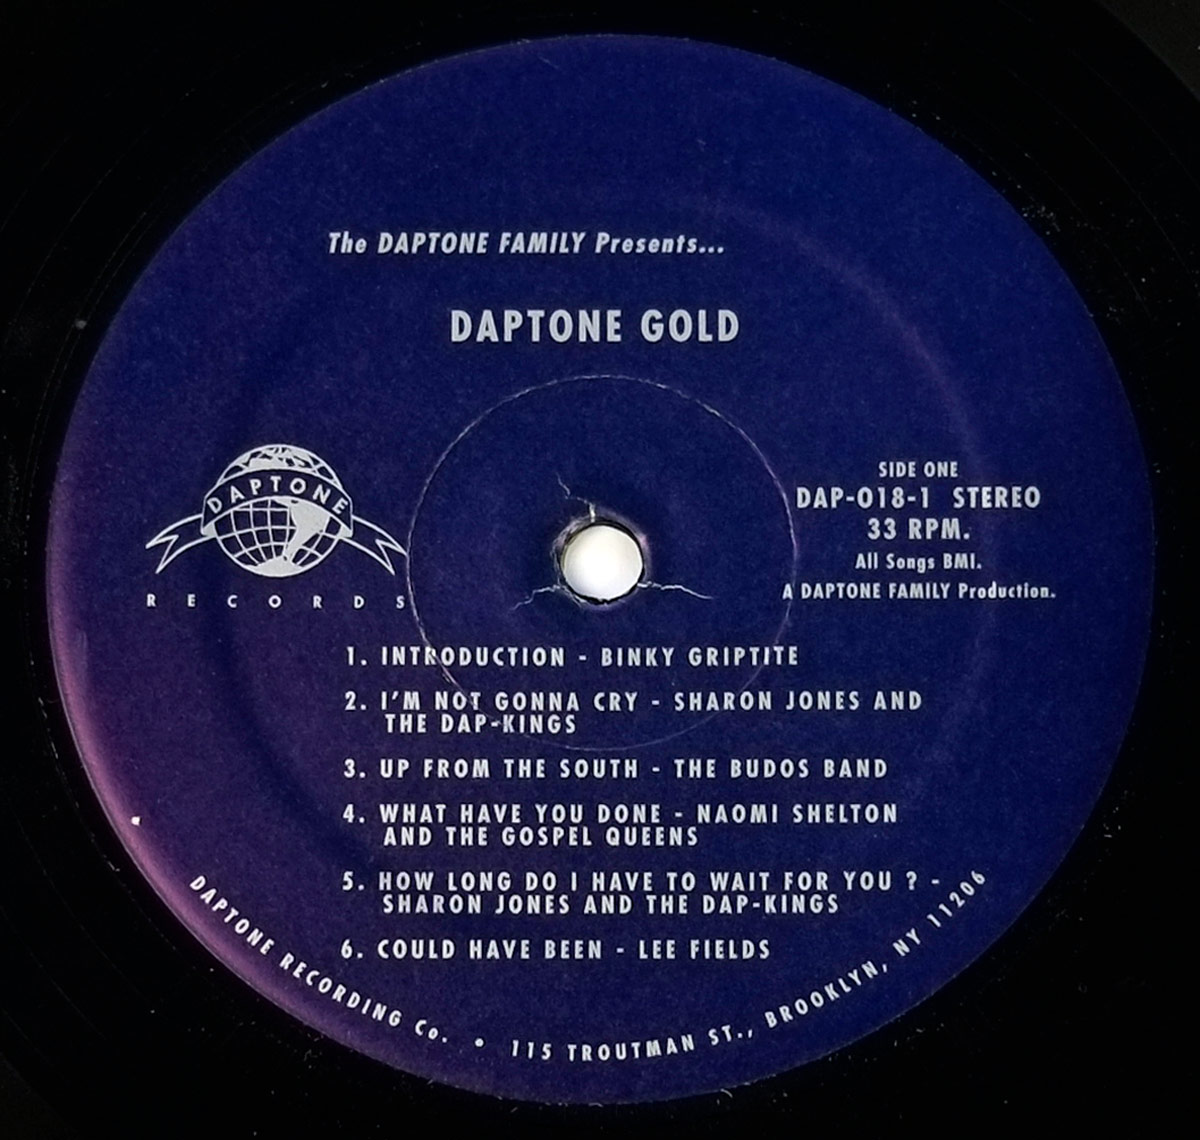 The DAPTONE FAMILY Presents...
DAPTONE GOLD
DAPTONE
RECORDS
SIDE ONE
DAP-018-1 STEREO
33 RPM.
All Songs BMI.
A DAPTONE FAMILY Production.
1. INTRODUCTION - BINKY GRIPTITE
2. I'M NOT GONNA CRY - SHARON JONES AND
THE DAP-KINGS
3. UP FROM THE SOUTH - THE BUDOS BAND
4. WHAT HAVE YOU DONE - NAOMI SHELTON
AND THE GOSPEL QUEENS
5. HOW LONG DO I HAVE TO WAIT FOR YOU ? -
SHARON JONES AND THE DAP-KINGS
6. COULD HAVE BEEN - LEE FIELDS
DAPTONE RECORDING Co. • 115 TROUTMAN ST., BROOKLYN, NY 11206